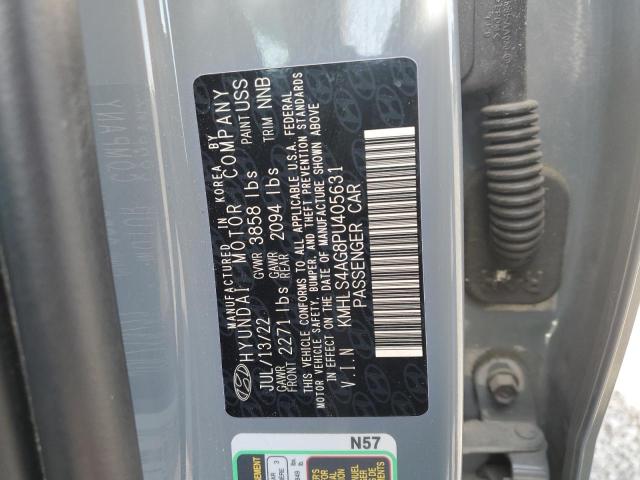 MANUFACTURED IN KOREA BY
HYUNDAI MOTOR COMPANY
JUL/13/22 GVWR 3858 lbs PAINT USS
GAWR FRONT 2271 lbs GAWR REAR 2094 lbs TRIM NNB
THIS VEHICLE CONFORMS TO ALL APPLICABLE U.S.A. FEDERAL
MOTOR VEHICLE SAFETY, BUMPER, AND THEFT PREVENTION STANDARDS
IN EFFECT ON THE DATE OF MANUFACTURE SHOWN ABOVE
V.I.N KMHLS4AG8PU405631
PASSENGER CAR
N57